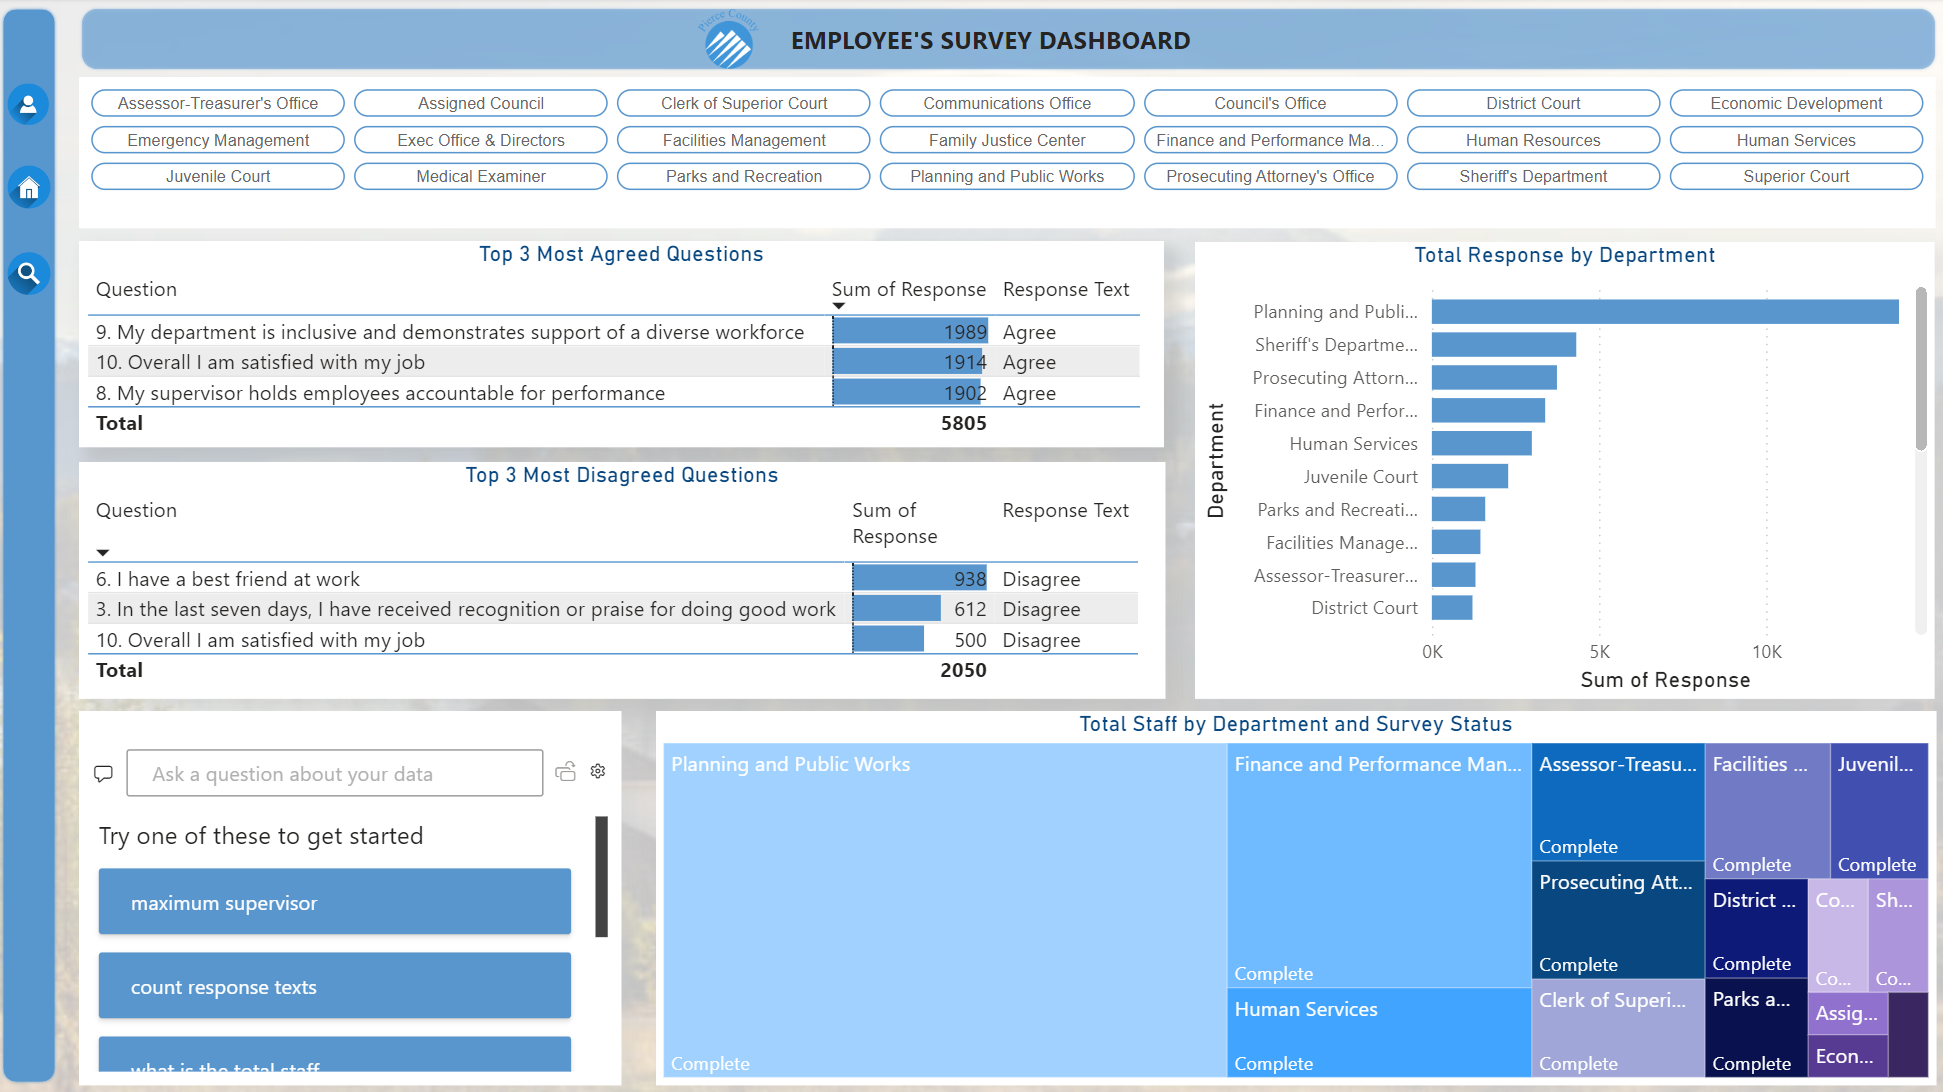 Pierce County
EMPLOYEE'S SURVEY DASHBOARD
Assessor-Treasurer's Office
Assigned Council
Clerk of Superior Court
Communications Office
Council's Office
District Court
Economic Development
Emergency Management
Exec Office & Directors
Facilities Management
Family Justice Center
Finance and Performance Ma...
Human Resources
Human Services
Juvenile Court
Medical Examiner
Parks and Recreation
Planning and Public Works
Prosecuting Attorney's Office
Sheriff's Department
Superior Court
Top 3 Most Agreed Questions
Question Sum of Response Response Text
9. My department is inclusive and demonstrates support of a diverse workforce 1989 Agree
10. Overall I am satisfied with my job 1914 Agree
8. My supervisor holds employees accountable for performance 1902 Agree
Total 5805
Top 3 Most Disagreed Questions
Question Sum of Response Response Text
6. I have a best friend at work 938 Disagree
3. In the last seven days, I have received recognition or praise for doing good work 612 Disagree
10. Overall I am satisfied with my job 500 Disagree
Total 2050
Total Response by Department
Department
Planning and Publi...
Sheriff's Departme...
Prosecuting Attorn...
Finance and Perfor...
Human Services
Juvenile Court
Parks and Recreati...
Facilities Manage...
Assessor-Treasurer...
District Court
0K 5K 10K
Sum of Response
Ask a question about your data
Try one of these to get started
maximum supervisor
count response texts
what is the total staff
Total Staff by Department and Survey Status
Planning and Public Works
Complete
Finance and Performance Man...
Complete
Human Services
Complete
Assessor-Treasu...
Complete
Prosecuting Att...
Complete
Clerk of Superi...
Complete
Facilities ...
Complete
Juvenil...
Complete
District ...
Complete
Parks a...
Complete
Co...
Co...
Sh...
Co...
Assig...
Econ...